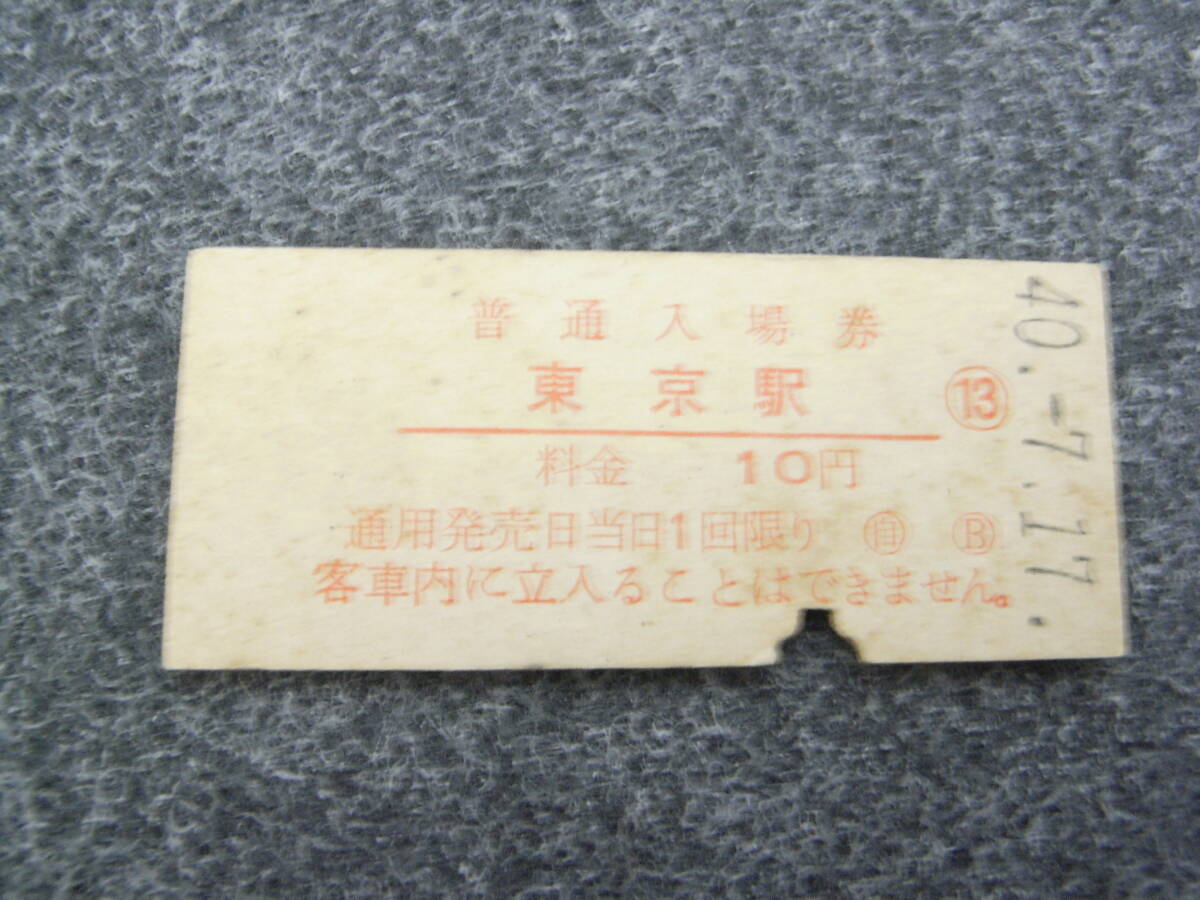 普通入場券
東京駅 ⑬
料金 10円
通用発売日当日1回限り ㊐ Ⓑ
客車内に立入ることはできません。
40.-7.17.